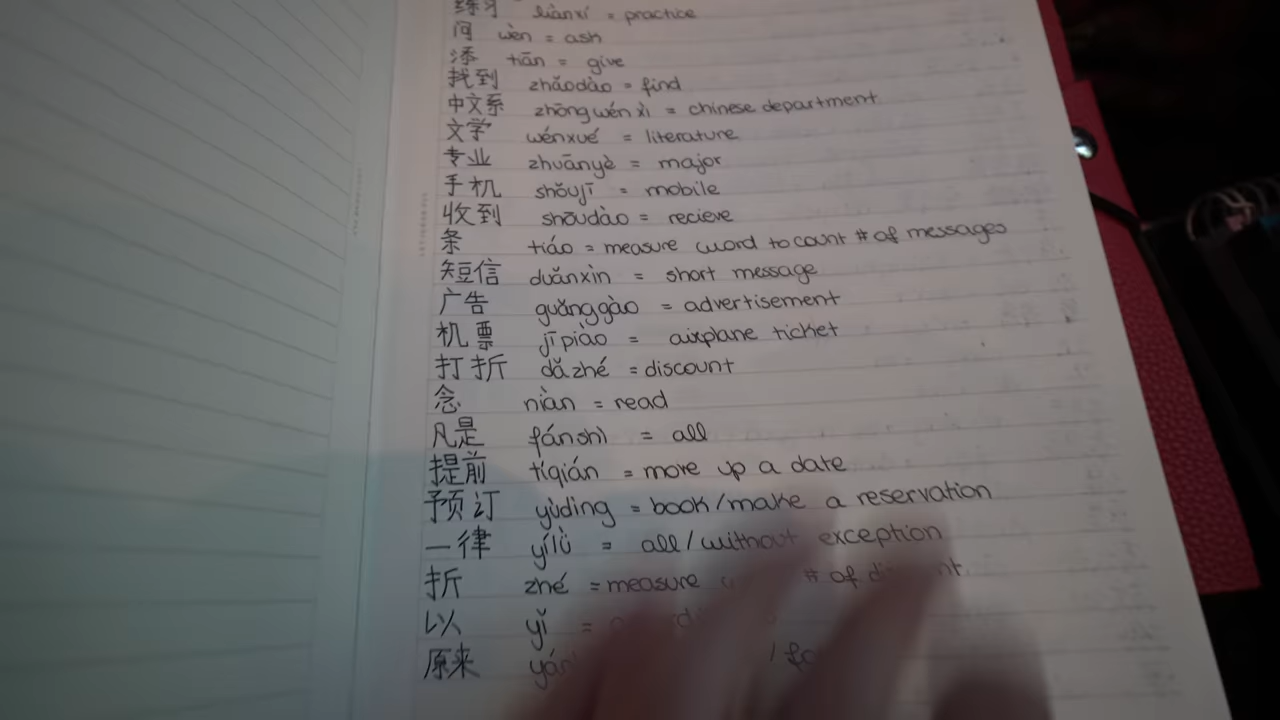 练习 liànxí = practice
问 wèn = ask
添 tiān = give
找到 zhǎodào = find
中文系 zhōngwén xì = chinese department
文学 wénxué = literature
专业 zhuānyè = major
手机 shǒujī = mobile
收到 shōudào = recieve
条 tiáo = measure word to count # of messages
短信 duǎnxìn = short message
广告 guǎnggào = advertisement
机票 jīpiào = airplane ticket
打折 dǎzhé = discount
念 niàn = read
凡是 fánshì = all
提前 tíqián = move up a date
预订 yùdìng = book/make a reservation
一律 yílǜ = all/without exception
折 zhé = measure # of
以 yǐ =
原来